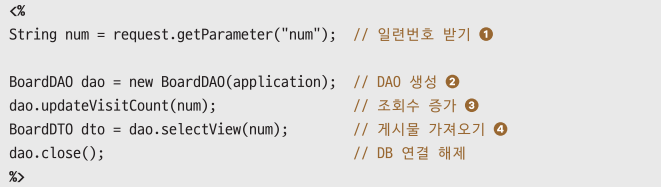 <%
String num = request.getParameter("num");  // 일련번호 받기 ❶
BoardDAO dao = new BoardDAO(application);  // DAO 생성 ❷
dao.updateVisitCount(num);  // 조회수 증가 ❸
BoardDTO dto = dao.selectView(num);  // 게시물 가져오기 ❹
dao.close();  // DB 연결 해제
%>